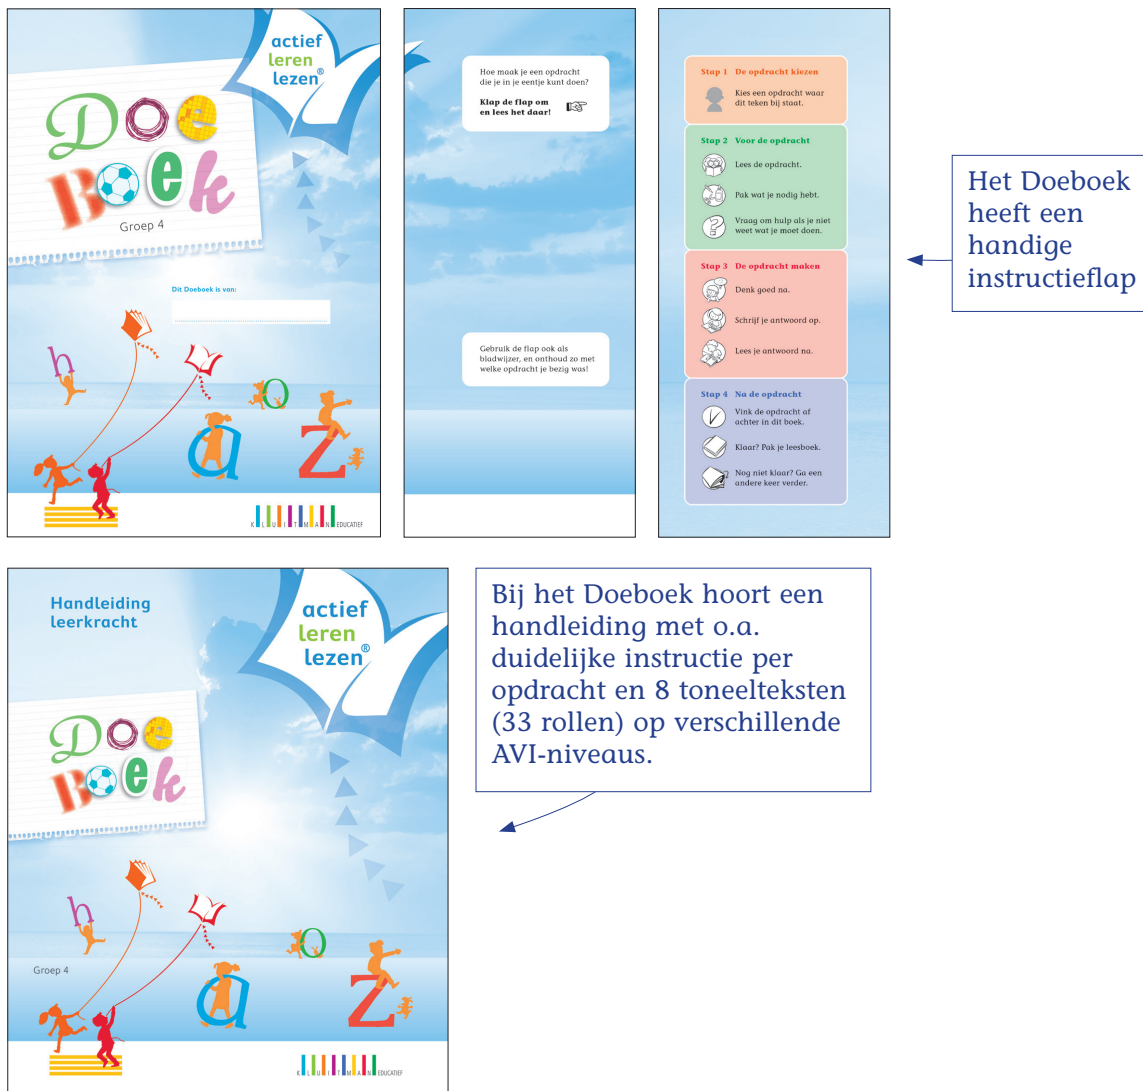 actief
leren
lezen®
Doe
Boek
Groep 4
Dit Doeboek is van:
h
o
a
z
KLUITMAN EDUCATIEF
Hoe maak je een opdracht
die je in je eentje kunt doen?
Klap de flap om
en lees het daar!
Gebruik de flap ook als
bladwijzer, en onthoud zo met
welke opdracht je bezig was!
Stap 1 De opdracht kiezen
Kies een opdracht waar
dit teken bij staat.
Stap 2 Voor de opdracht
Lees de opdracht.
Pak wat je nodig hebt.
?
Vraag om hulp als je niet
weet wat je moet doen.
Stap 3 De opdracht maken
Denk goed na.
Schrijf je antwoord op.
Lees je antwoord na.
Stap 4 Na de opdracht
Vink de opdracht af
achter in dit boek.
Klaar? Pak je leesboek.
Nog niet klaar? Ga een
andere keer verder.
Het Doeboek
heeft een
handige
instructieflap
Handleiding
leerkracht
actief
leren
lezen®
Doe
Boek
h
o
Groep 4
a
z
KLUITMAN EDUCATIEF
Bij het Doeboek hoort een
handleiding met o.a.
duidelijke instructie per
opdracht en 8 toneelteksten
(33 rollen) op verschillende
AVI-niveaus.